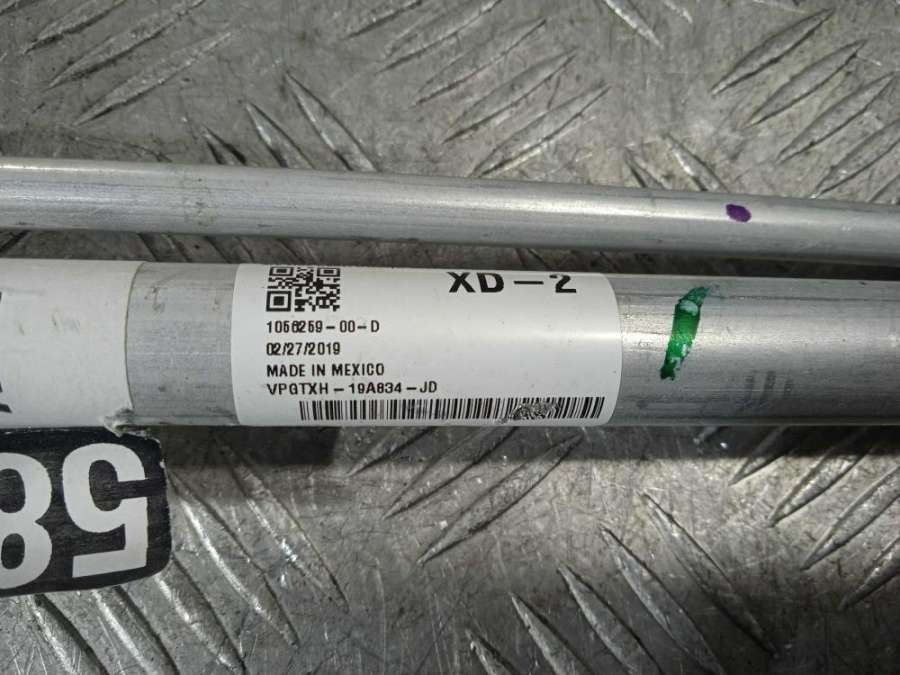 XD-2
1056259-00-D
02/27/2019
MADE IN MEXICO
VPGTXH-19A834-JD
58